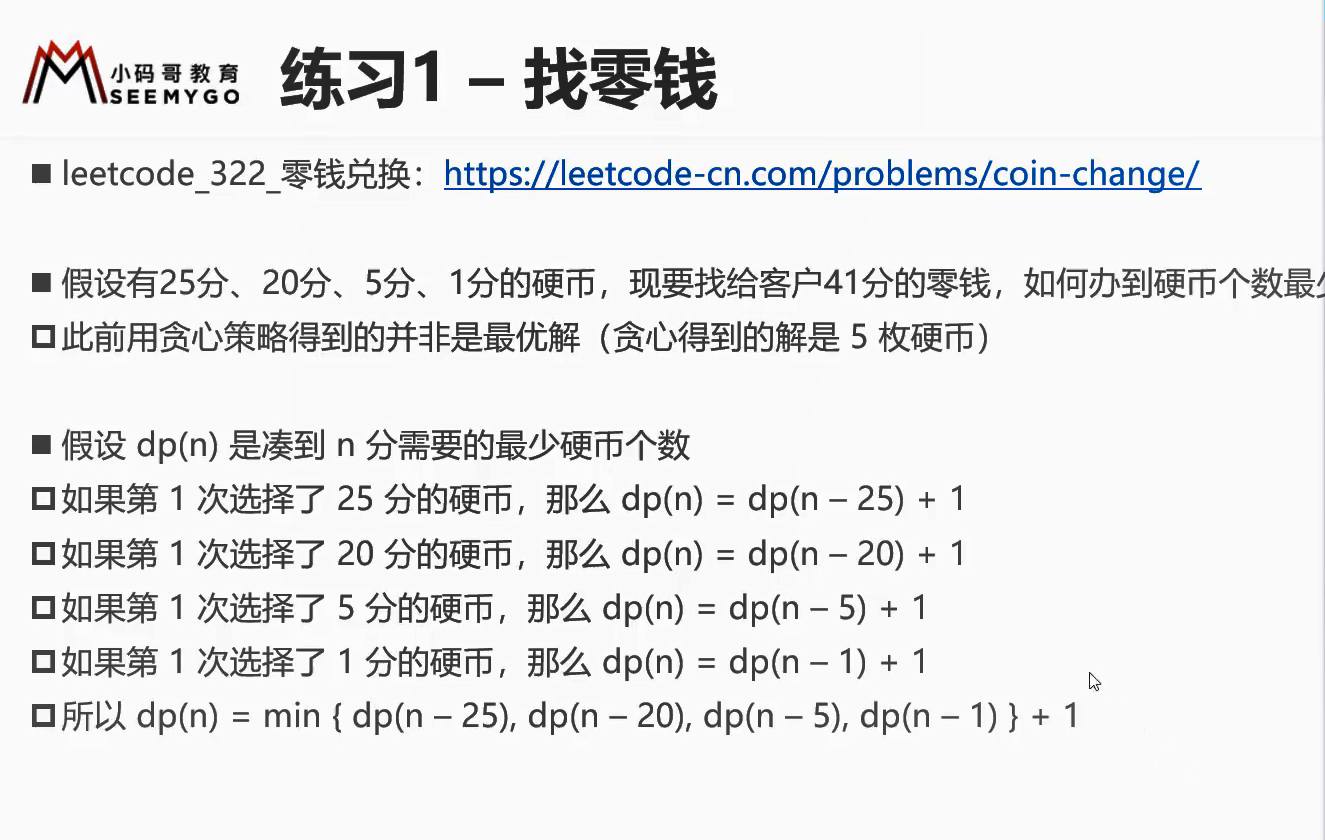 小码哥教育
SEEMYGO
练习1 – 找零钱
■ leetcode_322_零钱兑换：https://leetcode-cn.com/problems/coin-change/
■ 假设有25分、20分、5分、1分的硬币，现要找给客户41分的零钱，如何办到硬币个数最
□ 此前用贪心策略得到的并非是最优解（贪心得到的解是 5 枚硬币）
■ 假设 dp(n) 是凑到 n 分需要的最少硬币个数
□ 如果第 1 次选择了 25 分的硬币，那么 dp(n) = dp(n – 25) + 1
□ 如果第 1 次选择了 20 分的硬币，那么 dp(n) = dp(n – 20) + 1
□ 如果第 1 次选择了 5 分的硬币，那么 dp(n) = dp(n – 5) + 1
□ 如果第 1 次选择了 1 分的硬币，那么 dp(n) = dp(n – 1) + 1
□ 所以 dp(n) = min { dp(n – 25), dp(n – 20), dp(n – 5), dp(n – 1) } + 1